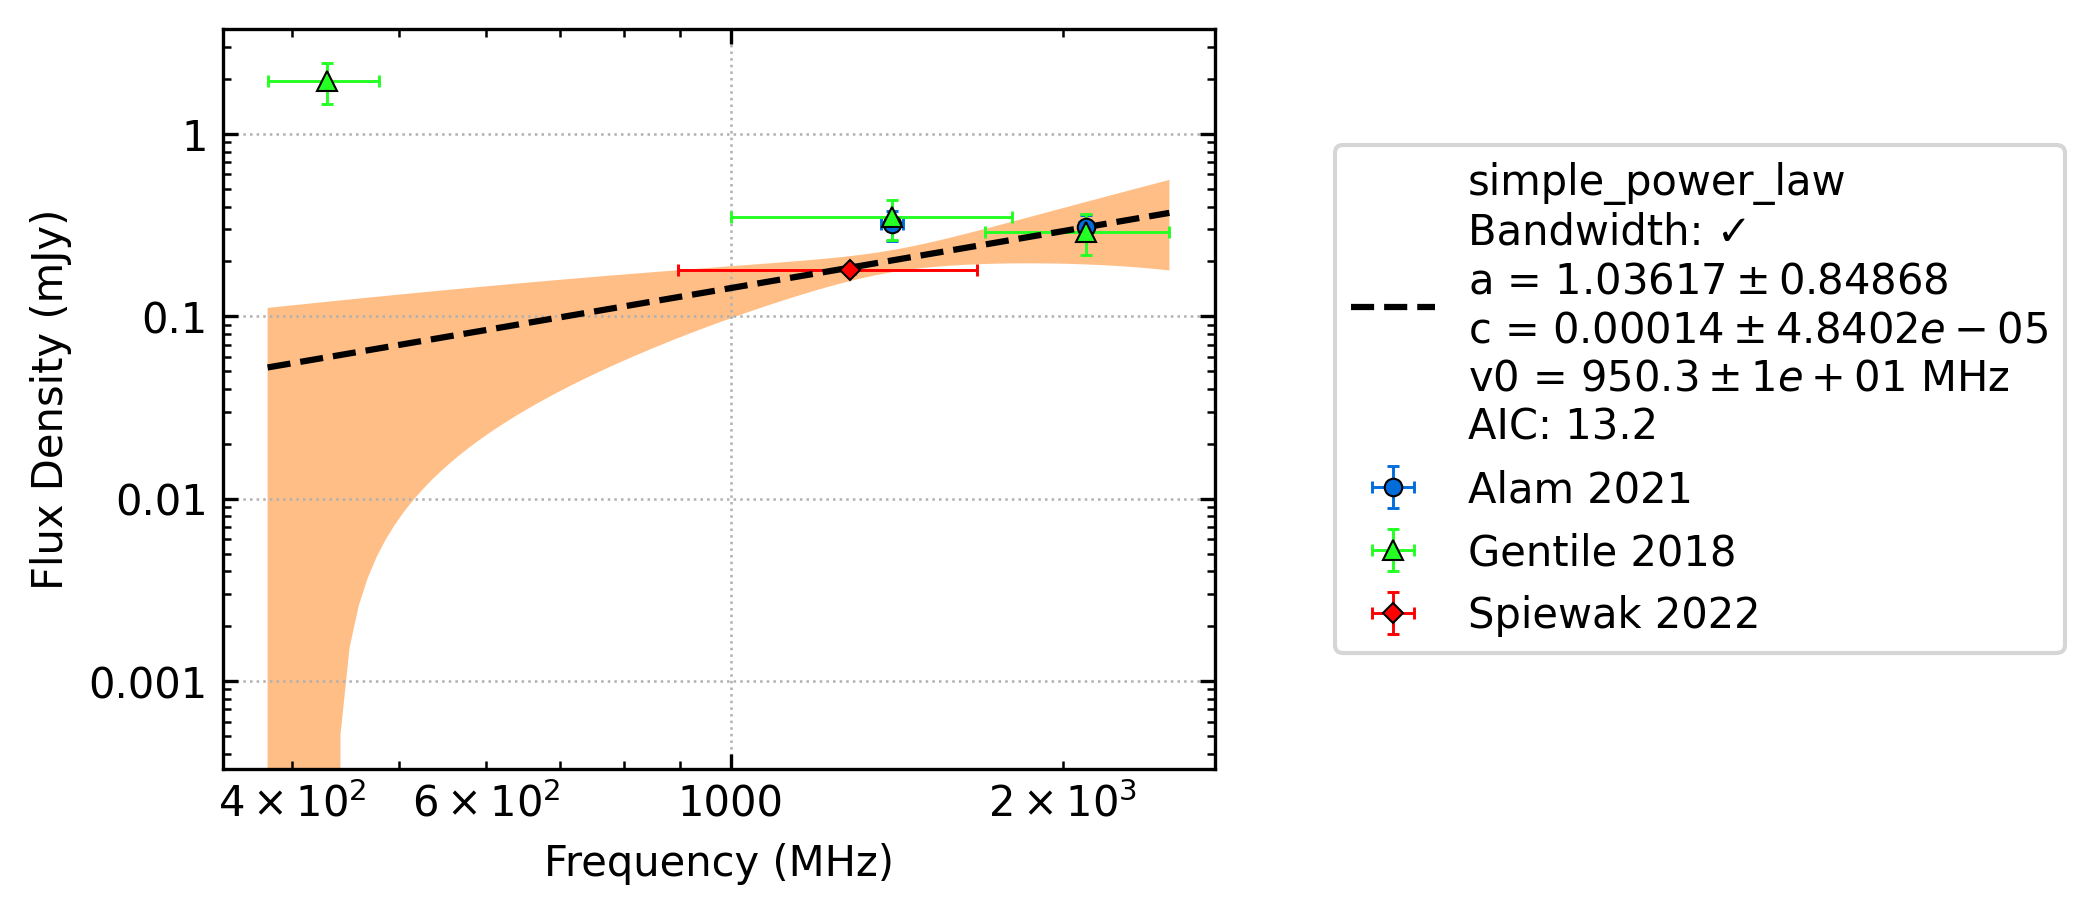 1
0.1
0.01
0.001
Flux Density (mJy)
4 × 10²
6 × 10²
1000
2 × 10³
Frequency (MHz)
simple_power_law
Bandwidth: ✓
a = 1.03617 ± 0.84868
c = 0.00014 ± 4.8402e − 05
v0 = 950.3 ± 1e + 01 MHz
AIC: 13.2
Alam 2021
Gentile 2018
Spiewak 2022